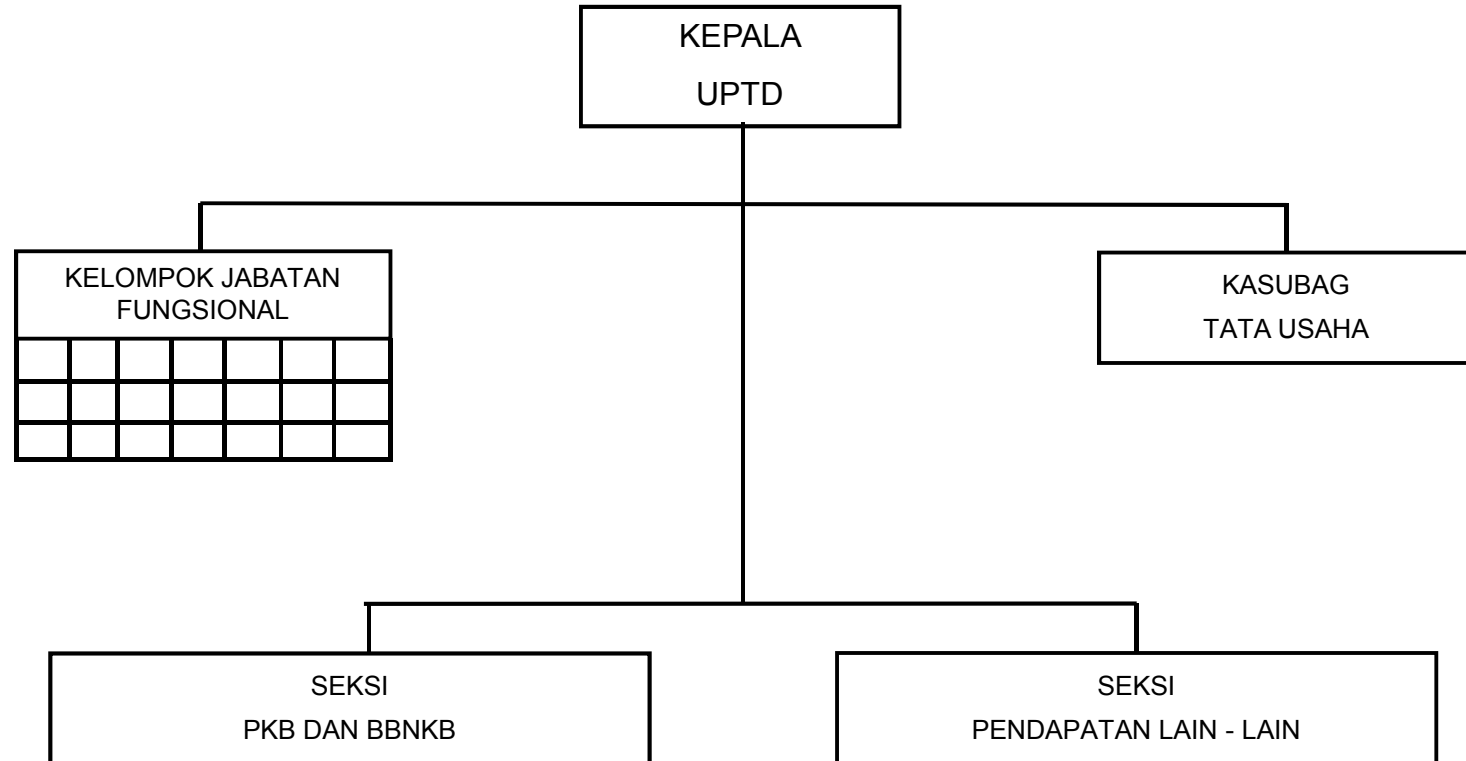 KEPALA
UPTD
KELOMPOK JABATAN
FUNGSIONAL
KASUBAG
TATA USAHA
SEKSI
PKB DAN BBNKB
SEKSI
PENDAPATAN LAIN - LAIN